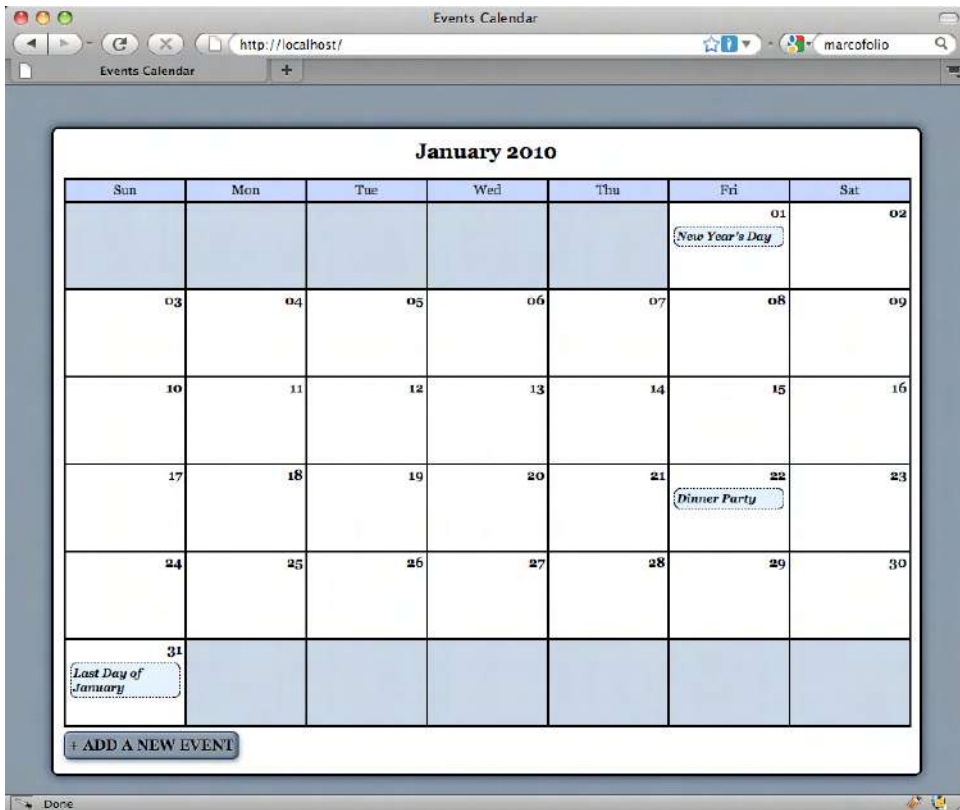 Events Calendar
http://localhost/
marcofolio
Events Calendar
+
January 2010
Sun Mon Tue Wed Thu Fri Sat
01 02
New Year's Day
03 04 05 06 07 08 09
10 11 12 13 14 15 16
17 18 19 20 21 22 23
Dinner Party
24 25 26 27 28 29 30
31
Last Day of
January
+ ADD A NEW EVENT
Done